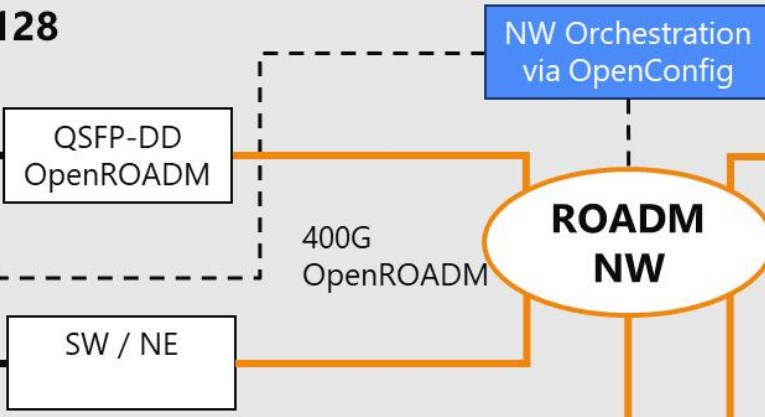 128
NW Orchestration
via OpenConfig
QSFP-DD
OpenROADM
400G
OpenROADM
ROADM
NW
SW / NE